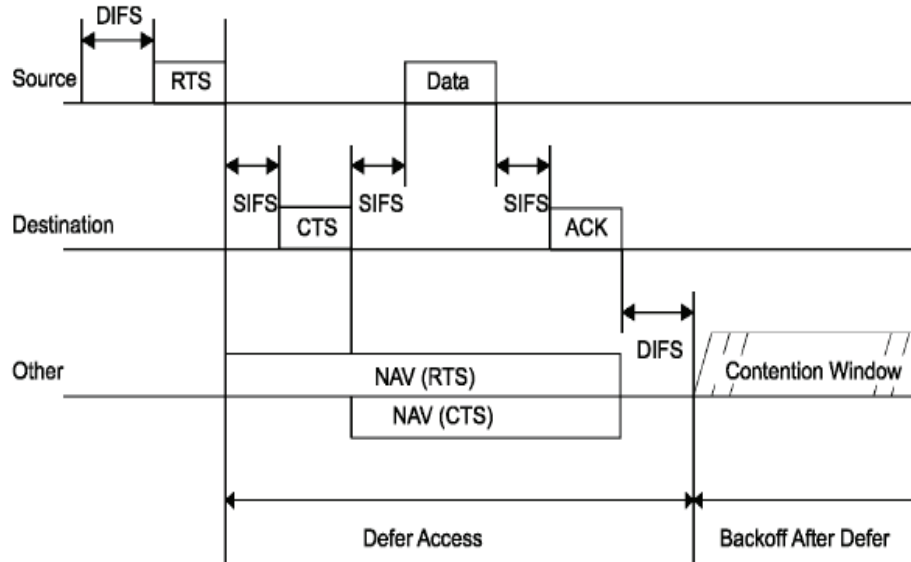 DIFS
Source
RTS
Data
SIFS
SIFS
SIFS
Destination
CTS
ACK
DIFS
Other
NAV (RTS)
Contention Window
NAV (CTS)
Defer Access
Backoff After Defer